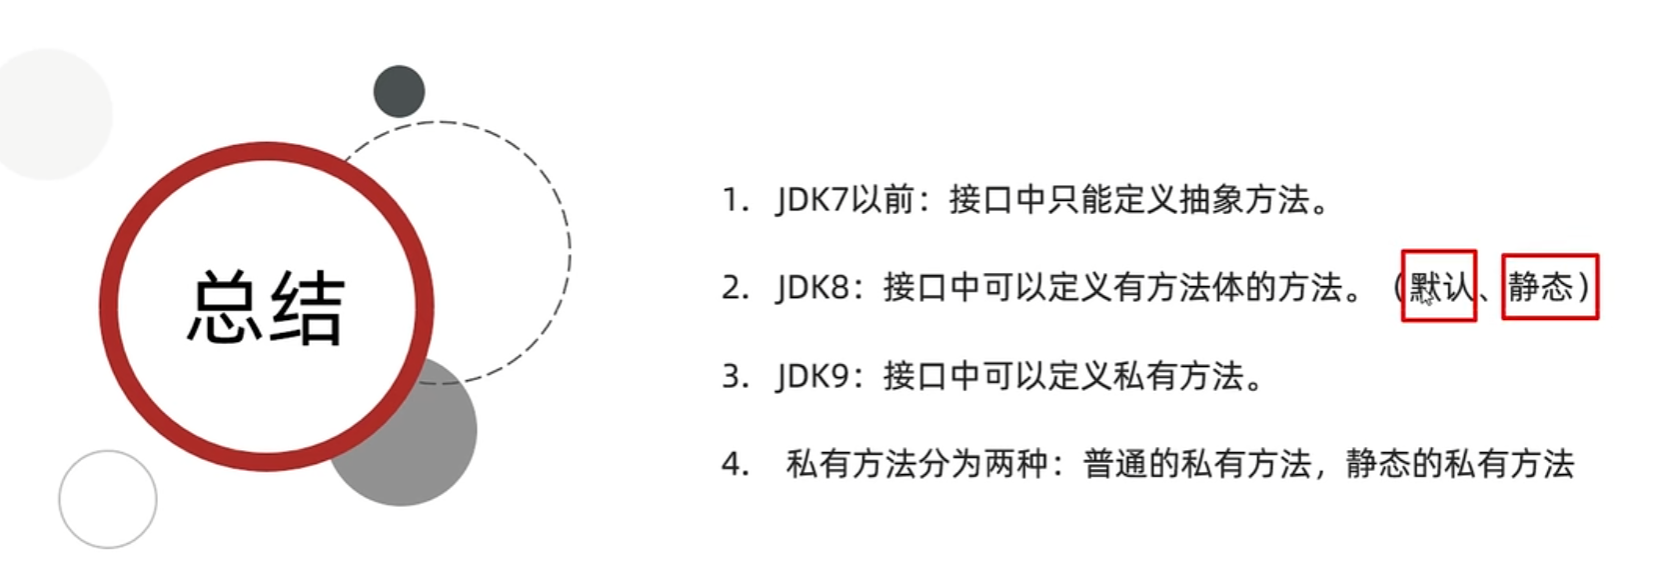 总结
1. JDK7以前：接口中只能定义抽象方法。
2. JDK8：接口中可以定义有方法体的方法。（默认、静态）
3. JDK9：接口中可以定义私有方法。
4. 私有方法分为两种：普通的私有方法，静态的私有方法